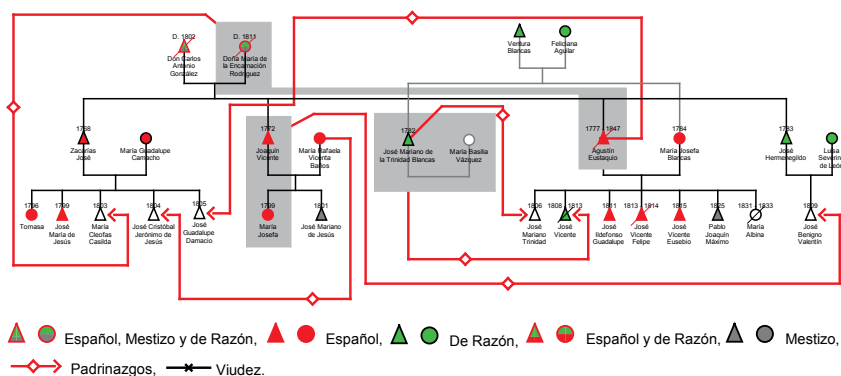 D. 1802
D. 1811
Don Carlos
Antonio
González
Doña María de
la Encarnación
Rodríguez
Ventura
Blancas
Feliciana
Aguilar
1768
Zacarías
José
María Guadalupe
Camacho
1772
Joaquín
Vicente
María Rafaela
Vicenta
Baños
1782
José Mariano de
la Trinidad Blancas
María Basilia
Vázquez
1777 1847
Agustín
Eustaquio
1784
María Josefa
Blancas
1783
José
Hermenegildo
Luisa
Severin
de León
1796
Tomasa
1799
José
María de
Jesús
1803
María
Cleofas
Casilda
1804
José Cristóbal
Jerónimo de
Jesús
1805
José
Guadalupe
Damacio
1799
María
Josefa
1801
José Mariano
de Jesús
1806
José
Mariano
Trinidad
1808 1813
José
Vicente
1811
José
Ildefonso
Guadalupe
1813 1914
José
Vicente
Felipe
1815
José
Vicente
Eusebio
1825
Pablo
Joaquín
Máximo
1831 1833
María
Albina
1809
José
Benigno
Valentín
Español, Mestizo y de Razón, Español, De Razón, Español y de Razón, Mestizo,
Padrinazgos, Viudez.